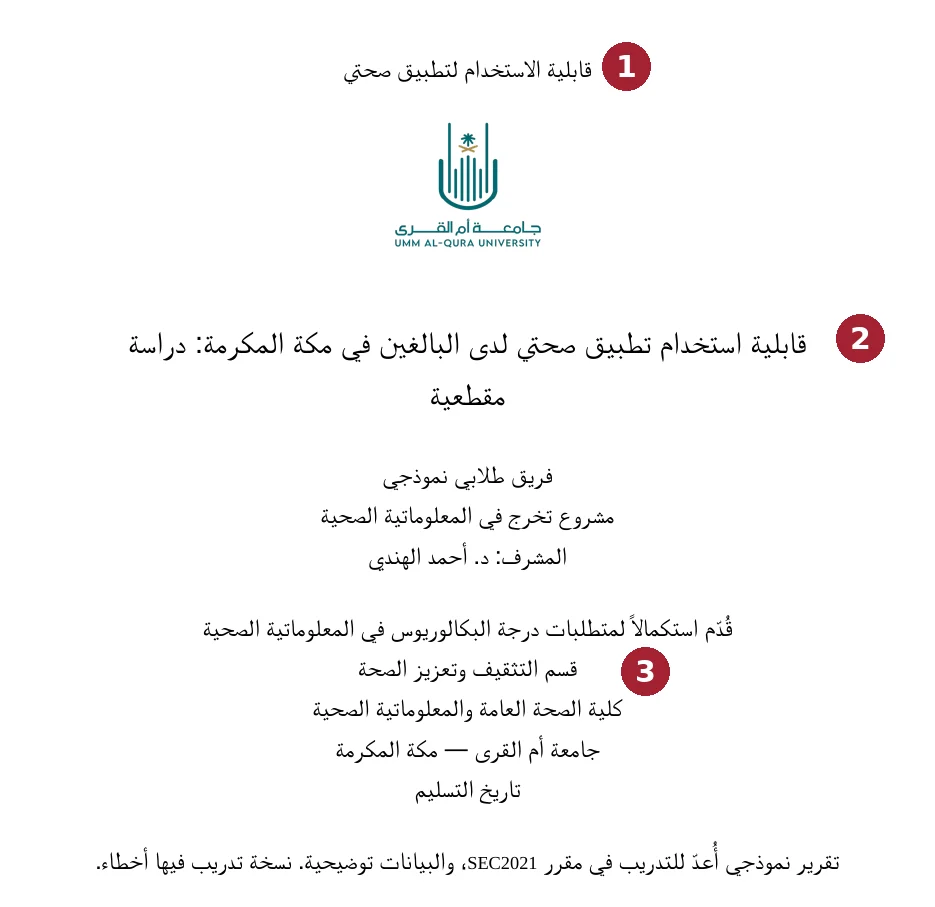 1 قابلية الاستخدام لتطبيق صحتي
جامعة أم القرى
UMM AL-QURA UNIVERSITY
2 قابلية استخدام تطبيق صحتي لدى البالغين في مكة المكرمة: دراسة
مقطعية
فريق طلابي نموذجي
مشروع تخرج في المعلوماتية الصحية
المشرف: د. أحمد الهندي
قُدّم استكمالاً لمتطلبات درجة البكالوريوس في المعلوماتية الصحية
3 قسم التثقيف وتعزيز الصحة
كلية الصحة العامة والمعلوماتية الصحية
جامعة أم القرى — مكة المكرمة
تاريخ التسليم
تقرير نموذجي أُعدّ للتدريب في مقرر SEC2021، والبيانات توضيحية. نسخة تدريب فيها أخطاء.